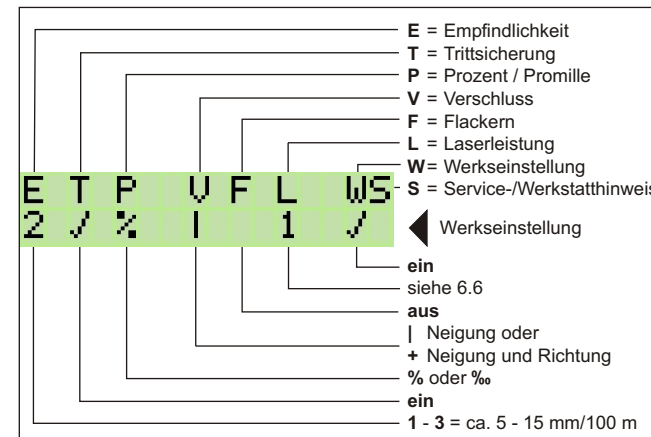 E = Empfindlichkeit
T = Trittsicherung
P = Prozent / Promille
V = Verschluss
F = Flackern
L = Laserleistung
W = Werkseinstellung
S = Service-/Werkstatthinweis
E T P V F L WS
2 √ % | 1 √
Werkseinstellung
ein
siehe 6.6
aus
| Neigung oder
+ Neigung und Richtung
% oder ‰
ein
1 - 3 = ca. 5 - 15 mm/100 m